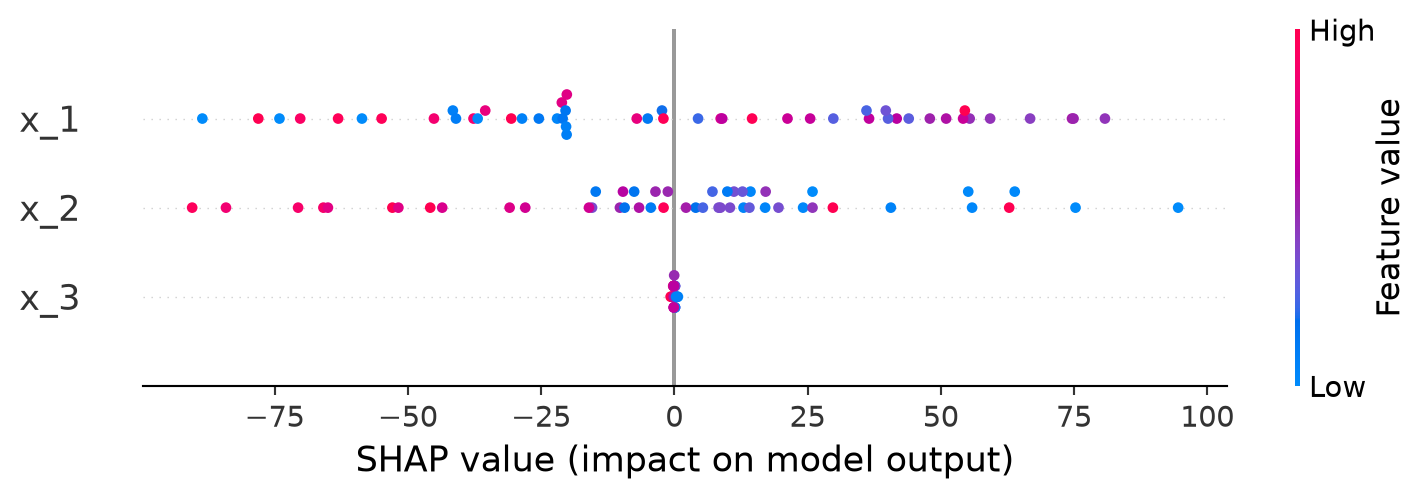 High
x_1
x_2
x_3
Feature value
Low
−75 −50 −25 0 25 50 75 100
SHAP value (impact on model output)